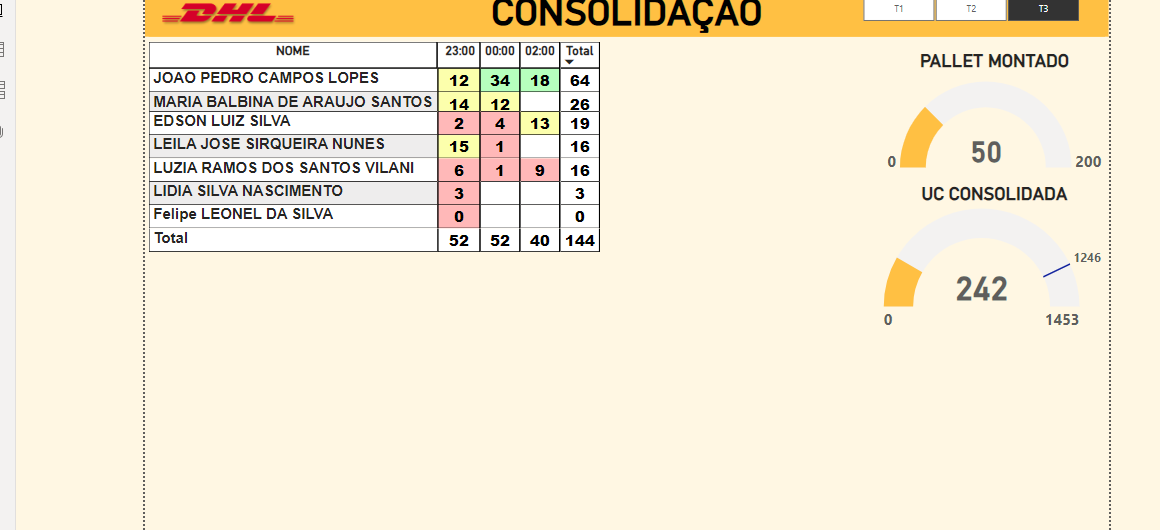 DHL
CONSOLIDAÇÃO
T1 T2 T3
NOME 23:00 00:00 02:00 Total
JOAO PEDRO CAMPOS LOPES 12 34 18 64
MARIA BALBINA DE ARAUJO SANTOS 14 12 26
EDSON LUIZ SILVA 2 4 13 19
LEILA JOSE SIRQUEIRA NUNES 15 1 16
LUZIA RAMOS DOS SANTOS VILANI 6 1 9 16
LIDIA SILVA NASCIMENTO 3 3
Felipe LEONEL DA SILVA 0 0
Total 52 52 40 144
PALLET MONTADO
50
0 200
UC CONSOLIDADA
1246
242
0 1453